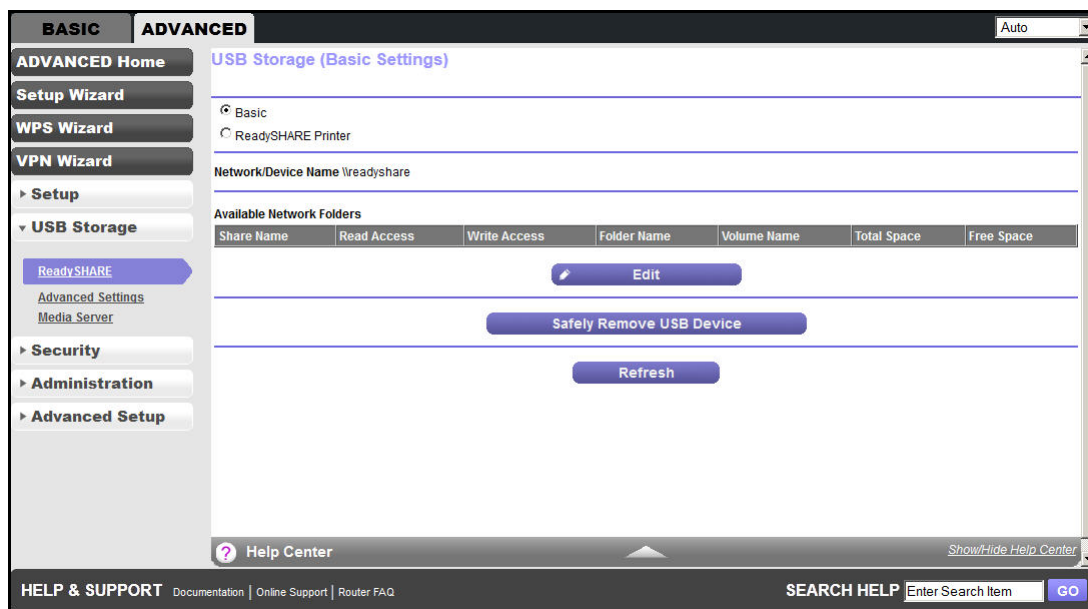 BASIC ADVANCED Auto
ADVANCED Home
Setup Wizard
WPS Wizard
VPN Wizard
Setup
USB Storage
ReadySHARE
Advanced Settings
Media Server
Security
Administration
Advanced Setup
USB Storage (Basic Settings)
Basic
ReadySHARE Printer
Network/Device Name \\readyshare
Available Network Folders
Share Name Read Access Write Access Folder Name Volume Name Total Space Free Space
Edit
Safely Remove USB Device
Refresh
? Help Center Show/Hide Help Center
HELP & SUPPORT Documentation | Online Support | Router FAQ SEARCH HELP Enter Search Item GO